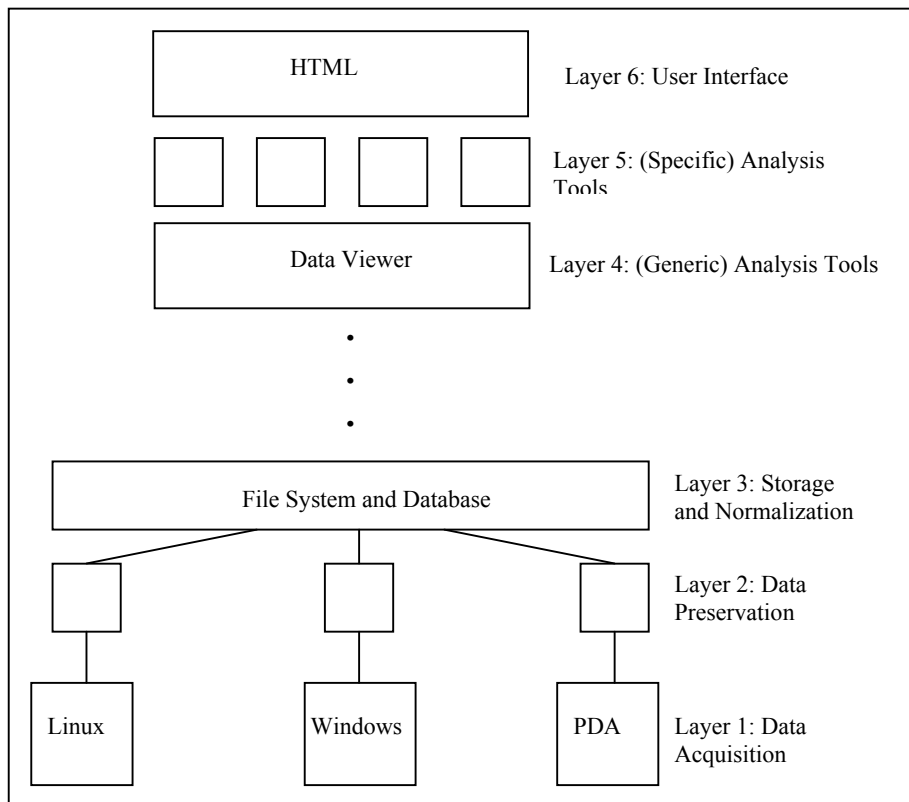 HTML
Layer 6: User Interface
Layer 5: (Specific) Analysis
Tools
Data Viewer
Layer 4: (Generic) Analysis Tools
File System and Database
Layer 3: Storage
and Normalization
Layer 2: Data
Preservation
Linux
Windows
PDA
Layer 1: Data
Acquisition